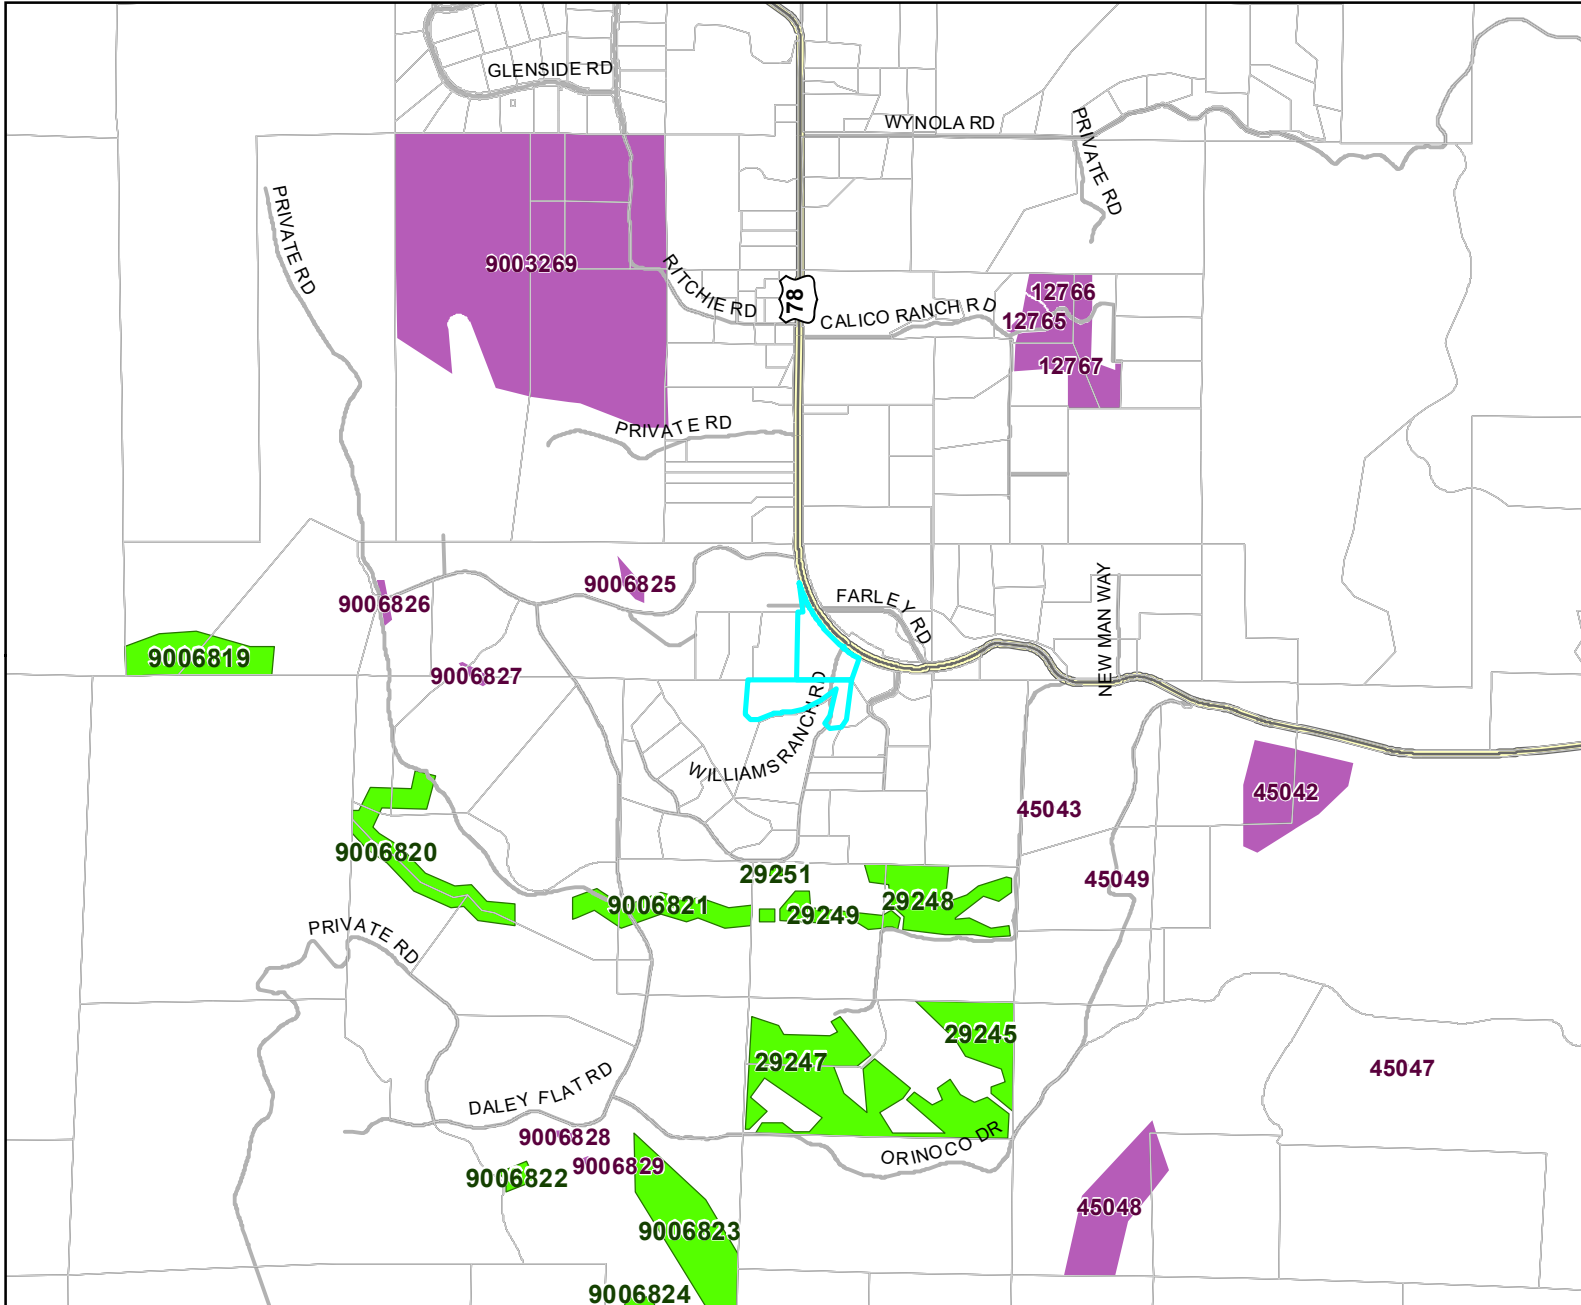 GLENSIDE RD
WYNOLA RD
PRIVATE RD
PRIVATE RD
9003269
RITCHIE RD
78
CALICO RANCH RD
12766
12765
12767
PRIVATE RD
9006825
9006826
FARLEY RD
NEW MAN WAY
9006819
9006827
WILLIAMS RANCH RD
45042
45043
9006820
29251
45049
9006821
29249
29248
PRIVATE RD
29245
29247
45047
DALEY FLAT RD
9006828
ORINOCO DR
9006829
9006822
45048
9006823
9006824